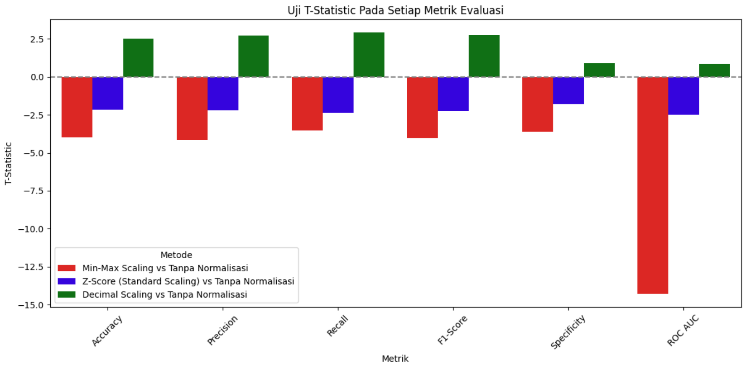 Uji T-Statistic Pada Setiap Metrik Evaluasi
T-Statistic
2.5
0.0
−2.5
−5.0
−7.5
−10.0
−12.5
−15.0
Metode
Min-Max Scaling vs Tanpa Normalisasi
Z-Score (Standard Scaling) vs Tanpa Normalisasi
Decimal Scaling vs Tanpa Normalisasi
Accuracy
Precision
Recall
F1-Score
Specificity
ROC AUC
Metrik